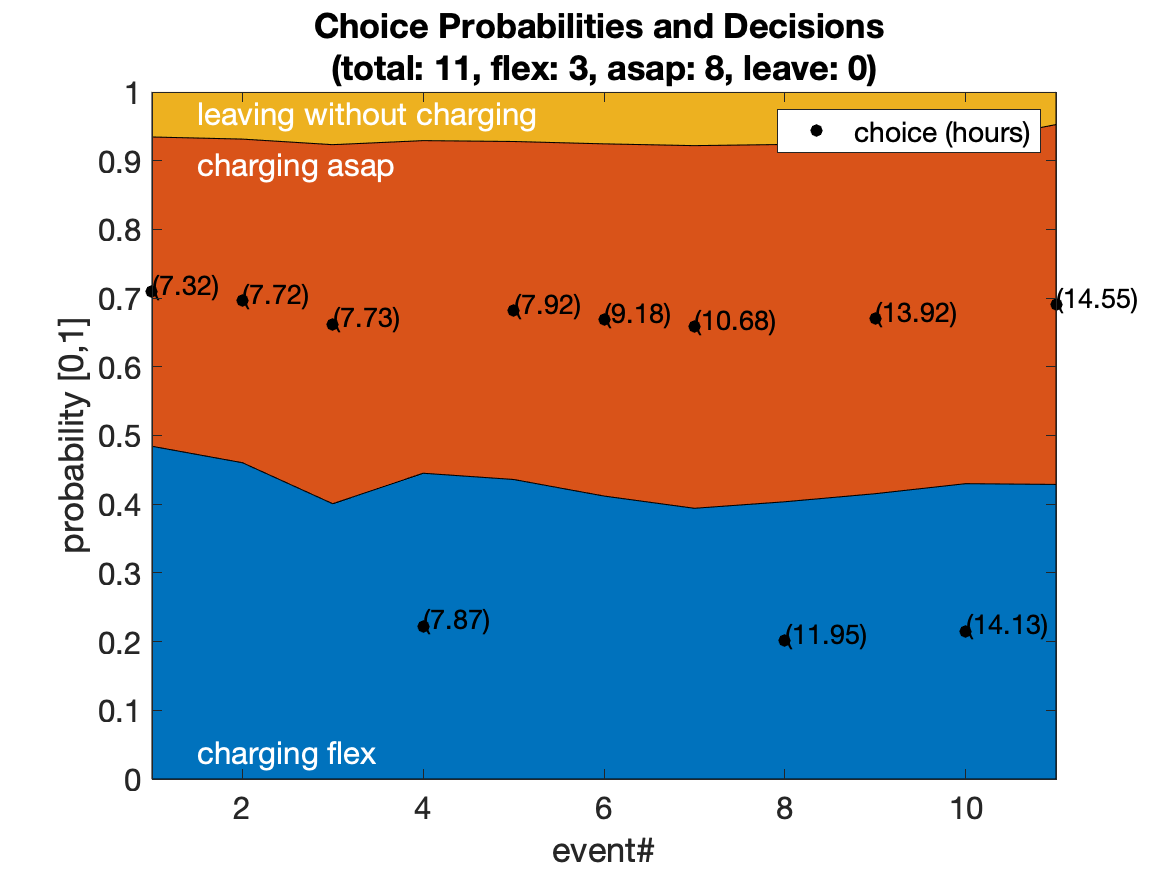 Choice Probabilities and Decisions
(total: 11, flex: 3, asap: 8, leave: 0)
leaving without charging
choice (hours)
charging asap
(7.32)
(7.72)
(7.73)
(7.92)
(9.18)
(10.68)
(13.92)
(14.55)
(7.87)
(11.95)
(14.13)
charging flex
probability [0,1]
1
0.9
0.8
0.7
0.6
0.5
0.4
0.3
0.2
0.1
0
2 4 6 8 10
event#